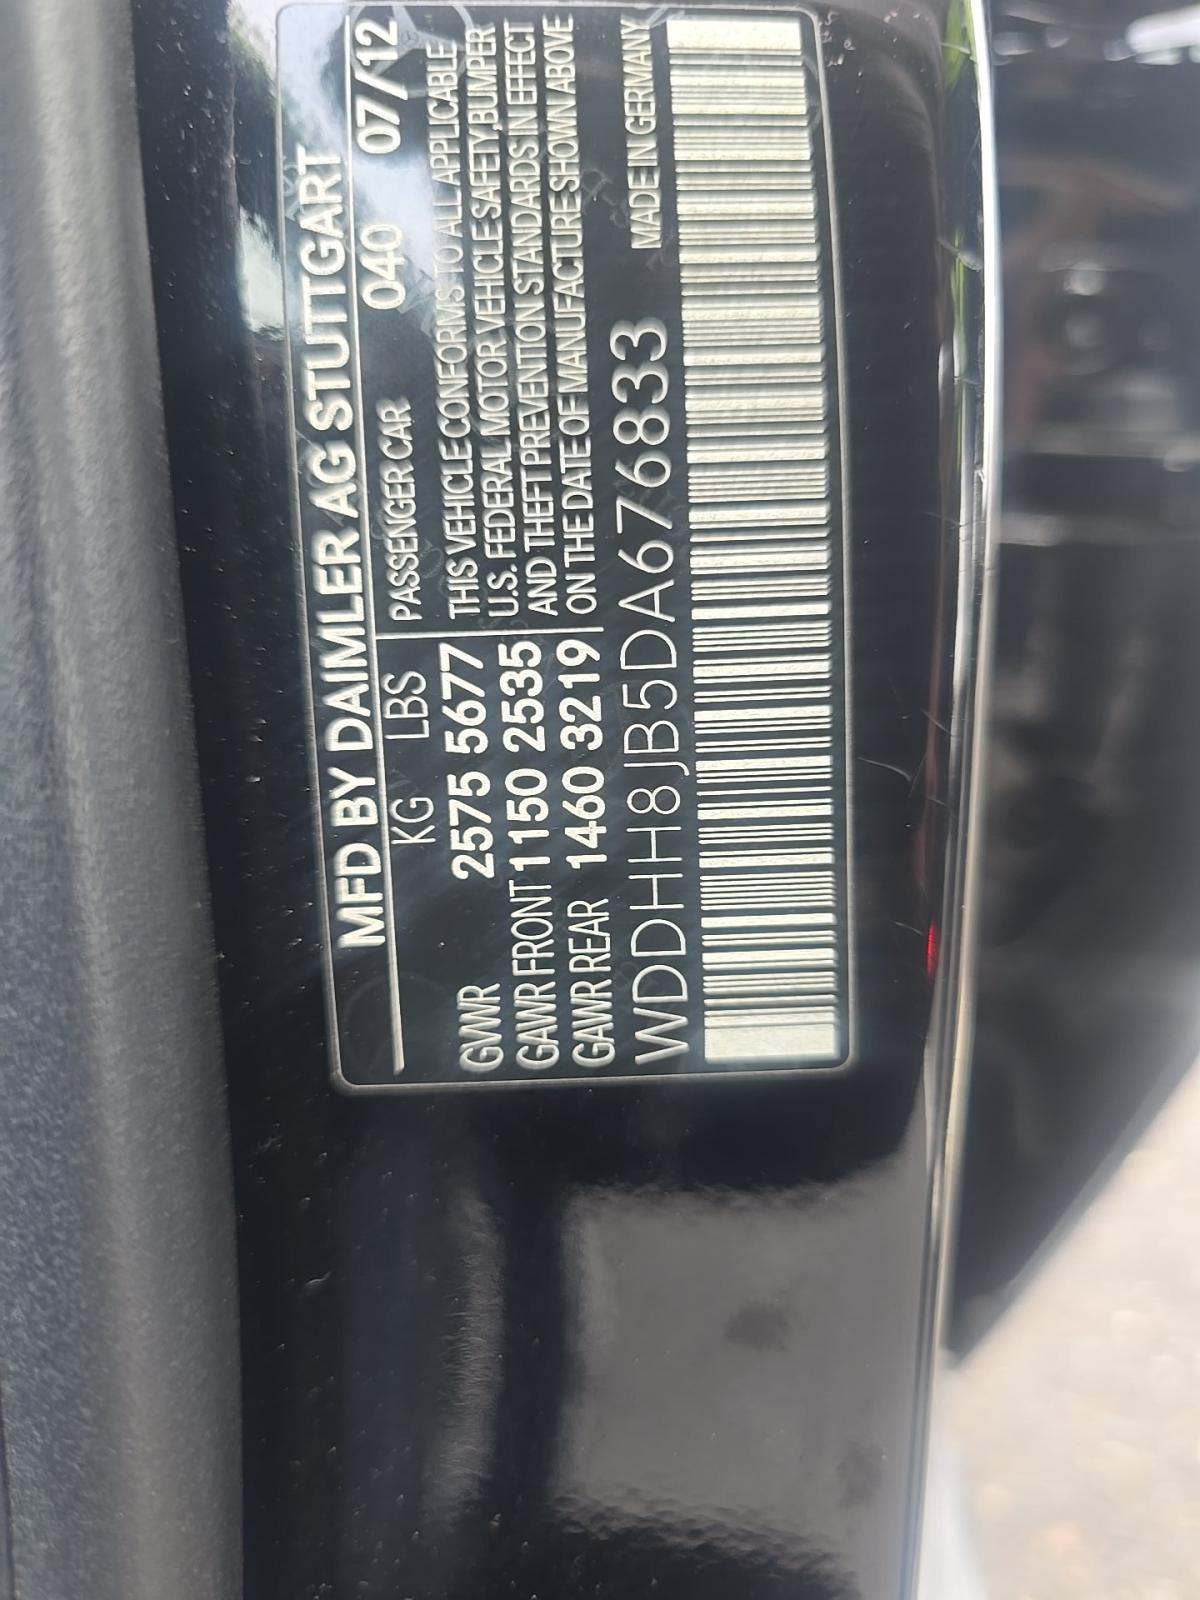 MFD BY DAIMLER AG STUTTGART
KG LBS PASSENGER CAR 040 07/12
GVWR 2575 5677
GAWR FRONT 1150 2535
GAWR REAR 1460 3219
THIS VEHICLE CONFORMS TO ALL APPLICABLE
U.S. FEDERAL MOTOR VEHICLE SAFETY,BUMPER
AND THEFT PREVENTION STANDARDS IN EFFECT
ON THE DATE OF MANUFACTURE SHOWN ABOVE
WDDHH8JB5DA676833 MADE IN GERMANY